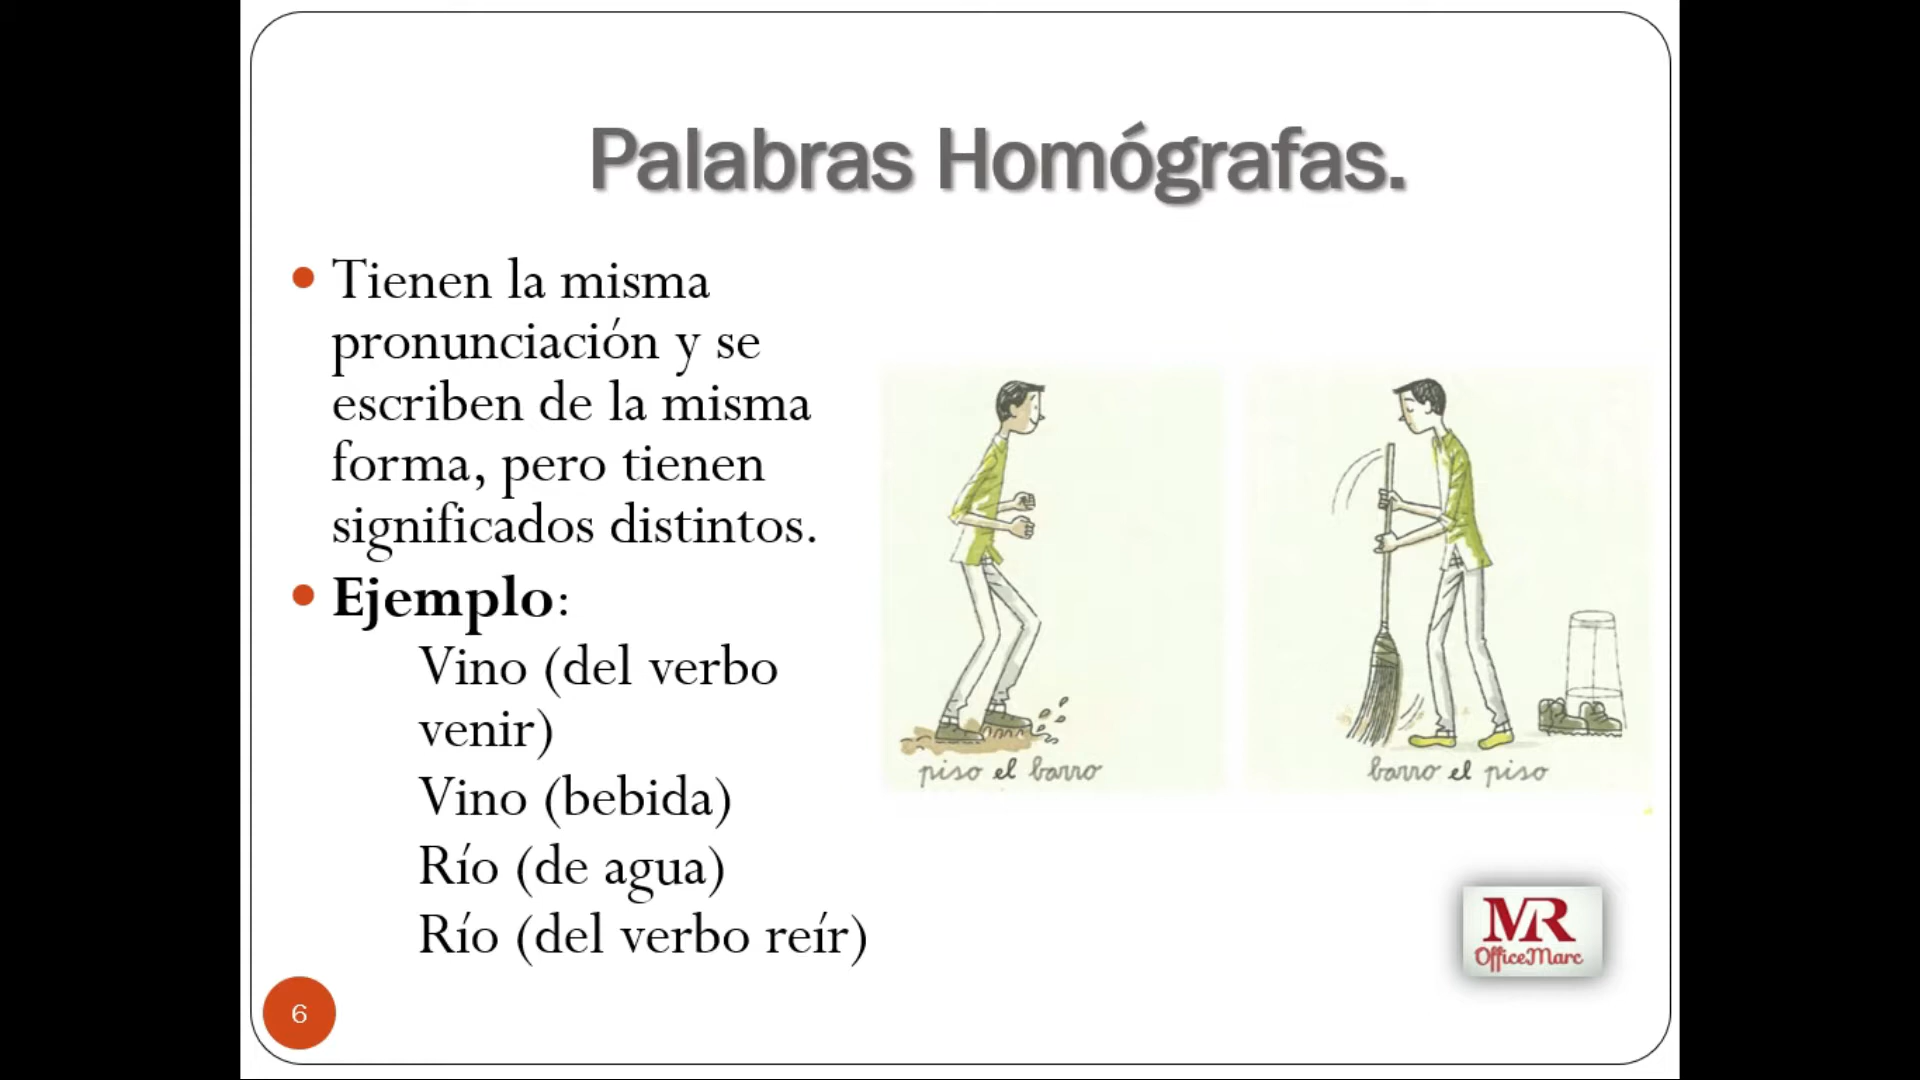 Palabras Homógrafas.
Tienen la misma
pronunciación y se
escriben de la misma
forma, pero tienen
significados distintos.
Ejemplo:
Vino (del verbo
venir)
Vino (bebida)
Río (de agua)
Río (del verbo reír)
piso el barro
barro el piso
MR
OfficeMarc
6